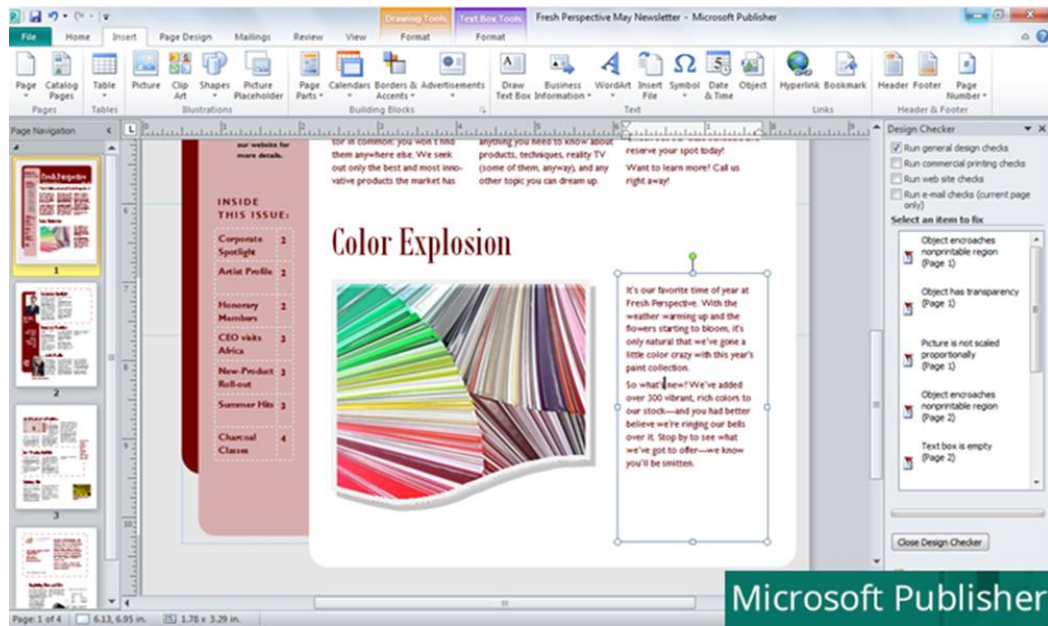 Drawing Tools Text Box Tools Fresh Perspective May Newsletter - Microsoft Publisher
File Home Insert Page Design Mailings Review View Format Format
Page Catalog Pages Table Picture Clip Art Shapes Picture Placeholder Page Parts Calendars Borders & Accents Advertisements Draw Text Box Business Information WordArt Insert File Symbol Date & Time Object Hyperlink Bookmark Header Footer Page Number
Pages Tables Illustrations Building Blocks Text Links Header & Footer
Page Navigation
1
2
3
our website for
more details.
INSIDE
THIS ISSUE:
Corporate Spotlight 2
Artist Profile 2
Honorary Members 2
CEO visits Africa 3
New-Product Roll-out 3
Summer Hits 3
Charcoal Classes 4
tor in common: you won't find
them anywhere else. We seek
out only the best and most inno-
vative products the market has
anything you need to know about
products, techniques, reality TV
(some of them, anyway), and any
other topic you can dream up.
reserve your spot today!
Want to learn more? Call us
right away!
Color Explosion
It's our favorite time of year at
Fresh Perspective. With the
weather warming up and the
flowers starting to bloom, it's
only natural that we've gone a
little color crazy with this year's
paint collection.
So what's new? We've added
over 300 vibrant, rich colors to
our stock—and you had better
believe we're ringing our bells
over it. Stop by to see what
we've got to offer—we know
you'll be smitten.
Design Checker
Run general design checks
Run commercial printing checks
Run web site checks
Run e-mail checks (current page
only)
Select an item to fix
Object encroaches
nonprintable region
(Page 1)
Object has transparency
(Page 1)
Picture is not scaled
proportionally
(Page 1)
Object encroaches
nonprintable region
(Page 2)
Text box is empty
(Page 2)
Close Design Checker
Page: 1 of 4 6.13, 6.95 in. 1.78 x 3.29 in.
Microsoft Publisher